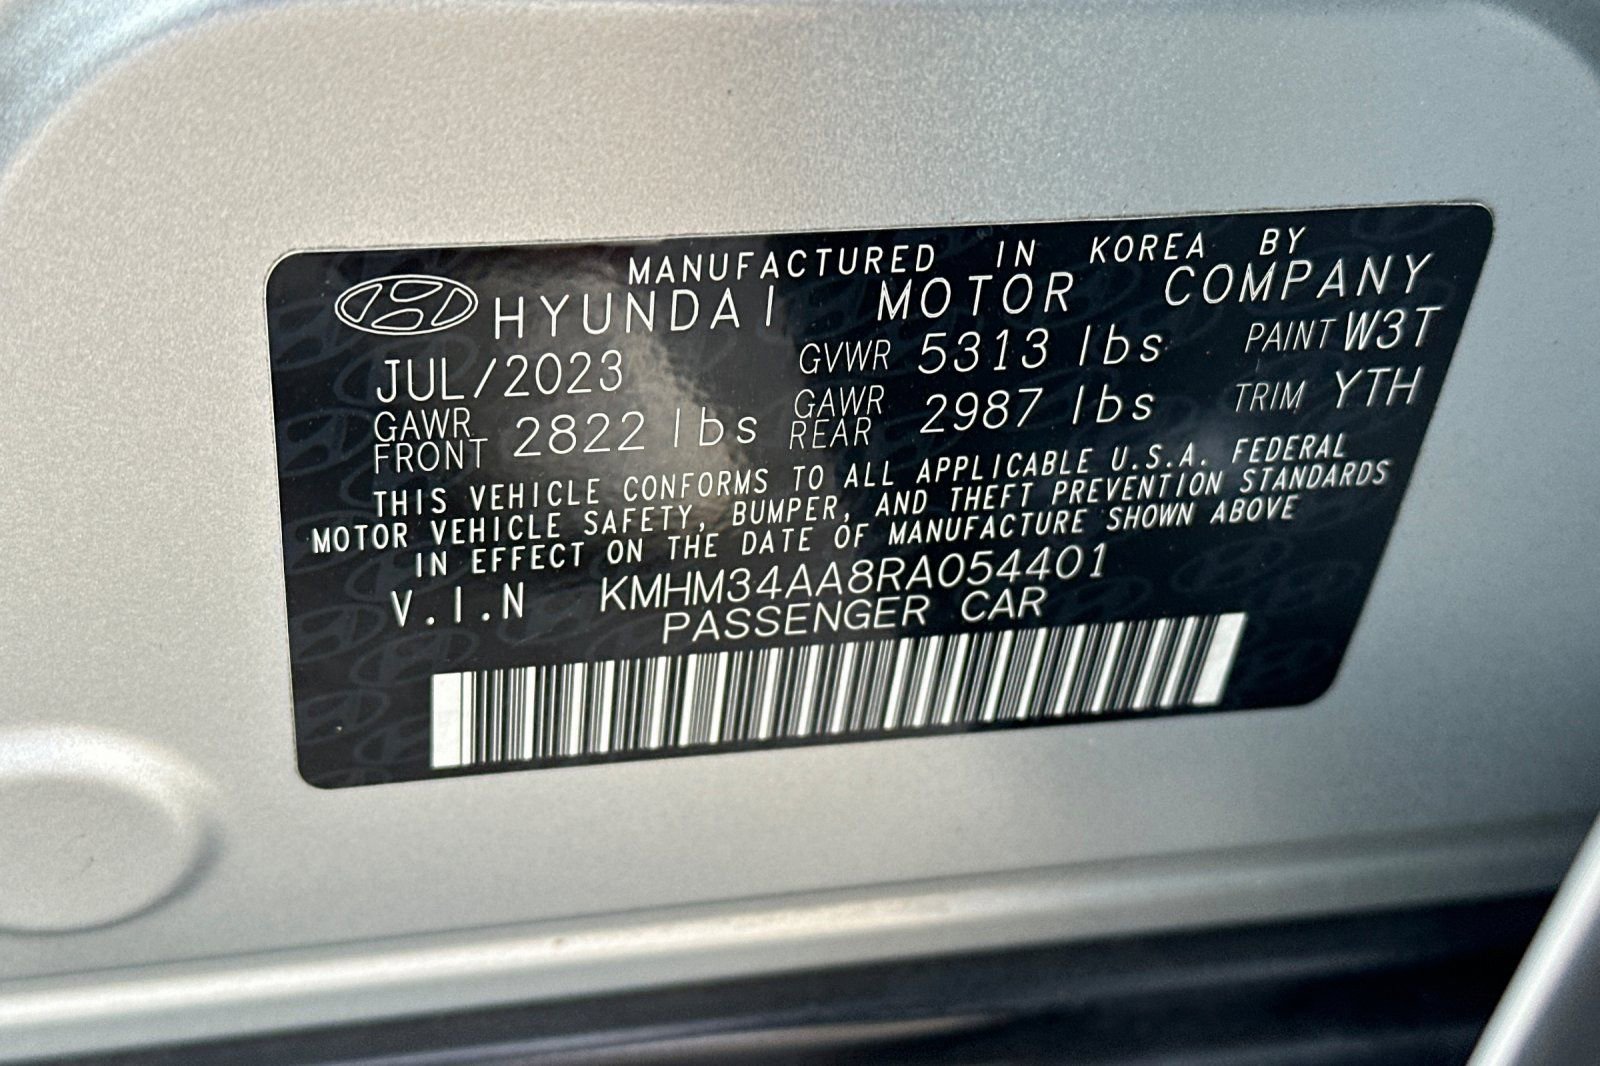 MANUFACTURED IN KOREA BY
HYUNDAI MOTOR COMPANY
JUL/2023 GVWR 5313 lbs PAINT W3T
GAWR FRONT 2822 lbs GAWR REAR 2987 lbs TRIM YTH
THIS VEHICLE CONFORMS TO ALL APPLICABLE U.S.A. FEDERAL
MOTOR VEHICLE SAFETY, BUMPER, AND THEFT PREVENTION STANDARDS
IN EFFECT ON THE DATE OF MANUFACTURE SHOWN ABOVE
V.I.N KMHM34AA8RA054401
PASSENGER CAR